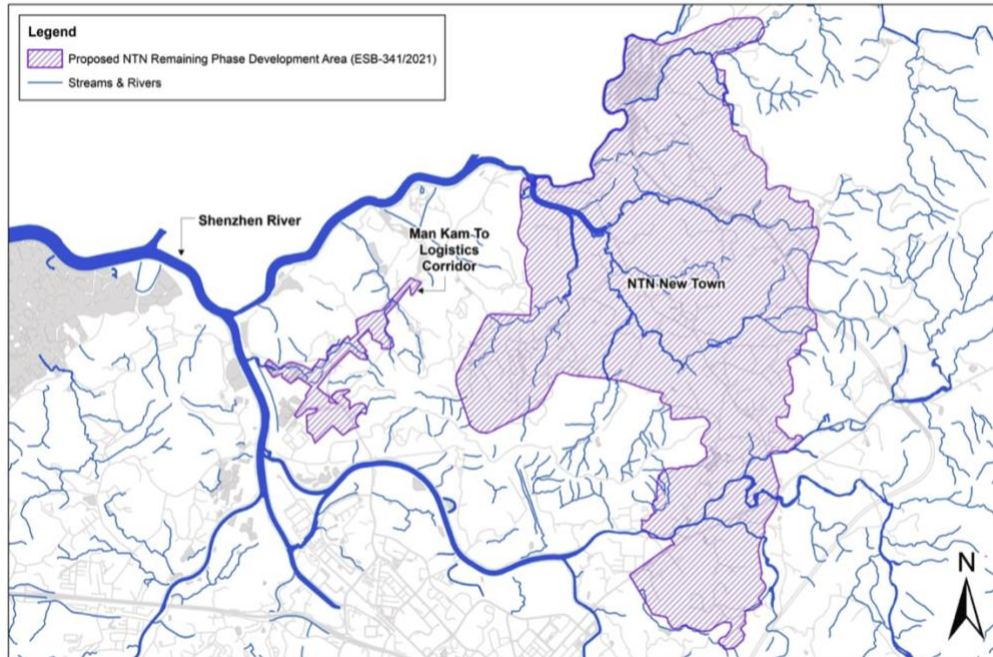 Legend
Proposed NTN Remaining Phase Development Area (ESB-341/2021)
Streams & Rivers
Shenzhen River
Man Kam To
Logistics
Corridor
NTN New Town
N